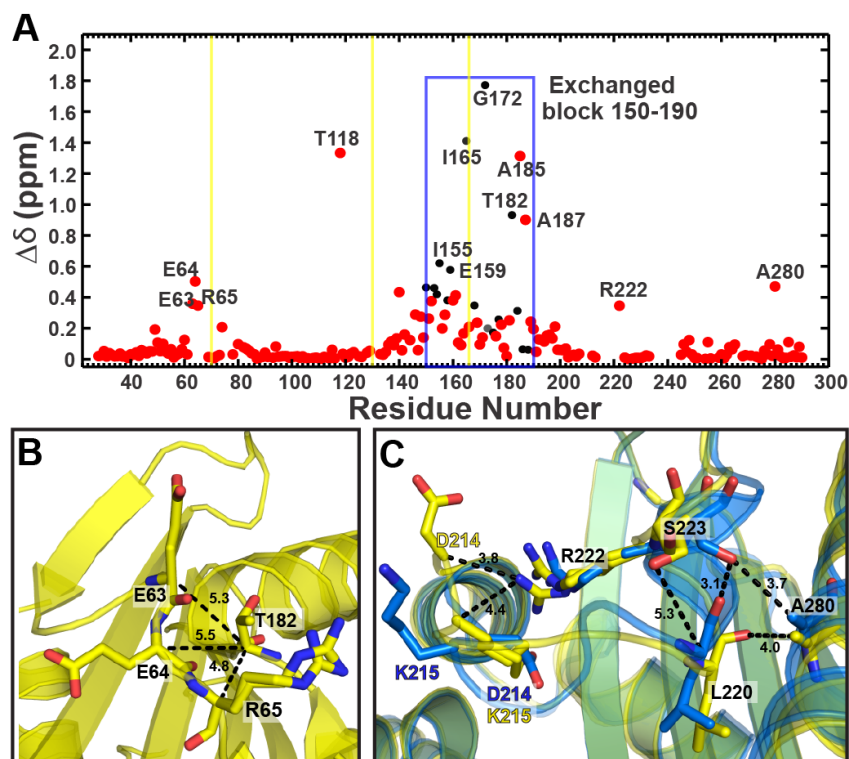 A
2.0
1.8
1.6
1.4
1.2
1.0
0.8
0.6
0.4
0.2
0
Δδ (ppm)
Exchanged
block 150-190
G172
T118
I165
A185
T182
A187
I155
E159
E64
E63
R65
R222
A280
40
60
80
100
120
140
160
180
200
220
240
260
280
300
Residue Number
B
E63
5.3
T182
5.5
4.8
E64
R65
C
D214
3.8
R222
S223
4.4
5.3
3.1
3.7
A280
4.0
K215
D214
K215
L220